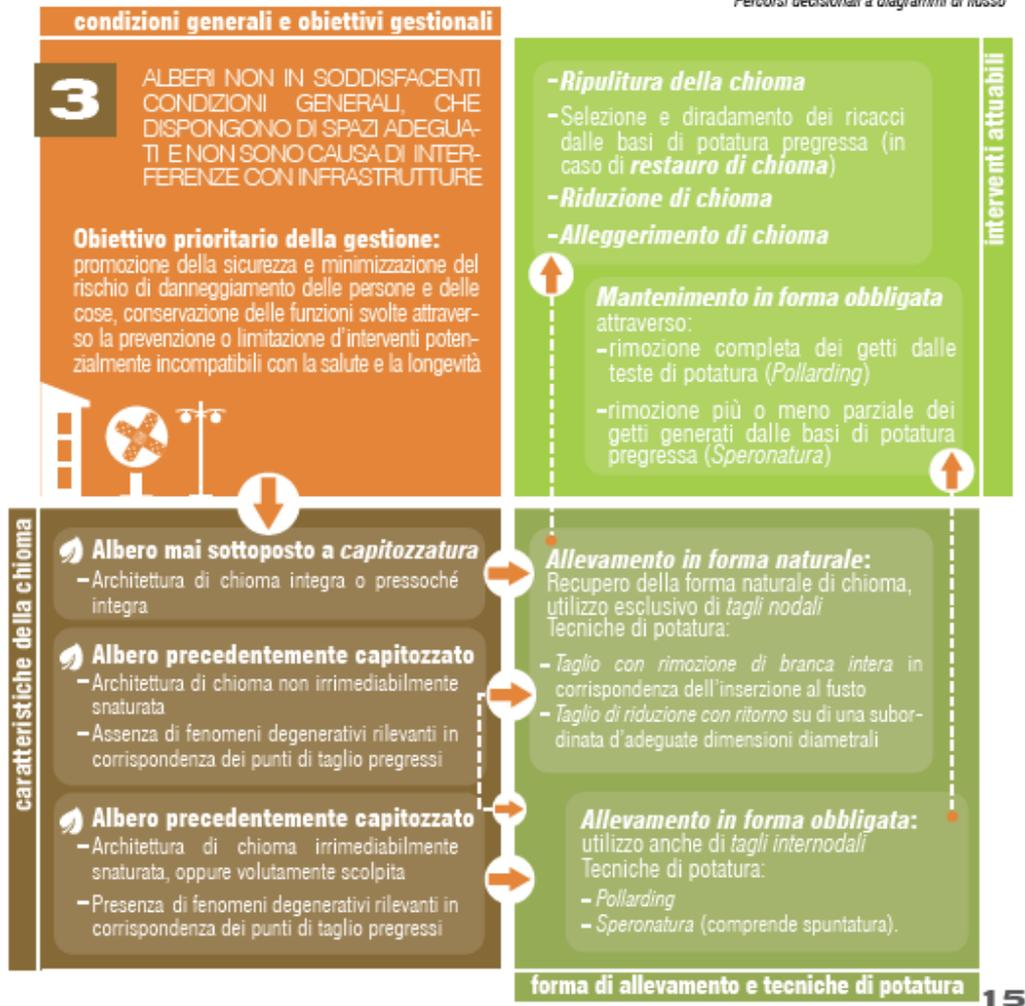 Percorsi decisionali a diagrammi di flusso
condizioni generali e obiettivi gestionali
3
ALBERI NON IN SODDISFACENTI
CONDIZIONI GENERALI, CHE
DISPONGONO DI SPAZI ADEGUA-
TI E NON SONO CAUSA DI INTER-
FERENZE CON INFRASTRUTTURE
Obiettivo prioritario della gestione:
promozione della sicurezza e minimizzazione del
rischio di danneggiamento delle persone e delle
cose, conservazione delle funzioni svolte attraver-
so la prevenzione o limitazione d'interventi poten-
zialmente incompatibili con la salute e la longevità
interventi attuabili
-Ripulitura della chioma
-Selezione e diradamento dei ricacci
dalle basi di potatura pregressa (in
caso di restauro di chioma)
-Riduzione di chioma
-Alleggerimento di chioma
Mantenimento in forma obbligata
attraverso:
-rimozione completa dei getti dalle
teste di potatura (Pollarding)
-rimozione più o meno parziale dei
getti generati dalle basi di potatura
pregressa (Speronatura)
caratteristiche della chioma
Albero mai sottoposto a capitozzatura
-Architettura di chioma integra o pressoché
integra
Albero precedentemente capitozzato
-Architettura di chioma non irrimediabilmente
snaturata
-Assenza di fenomeni degenerativi rilevanti in
corrispondenza dei punti di taglio pregressi
Albero precedentemente capitozzato
-Architettura di chioma irrimediabilmente
snaturata, oppure volutamente scolpita
-Presenza di fenomeni degenerativi rilevanti in
corrispondenza dei punti di taglio pregressi
Allevamento in forma naturale:
Recupero della forma naturale di chioma,
utilizzo esclusivo di tagli nodali
Tecniche di potatura:
- Taglio con rimozione di branca intera in
corrispondenza dell'inserzione al fusto
- Taglio di riduzione con ritorno su di una subor-
dinata d'adeguate dimensioni diametrali
Allevamento in forma obbligata:
utilizzo anche di tagli internodali
Tecniche di potatura:
- Pollarding
- Speronatura (comprende spuntatura).
forma di allevamento e tecniche di potatura
15